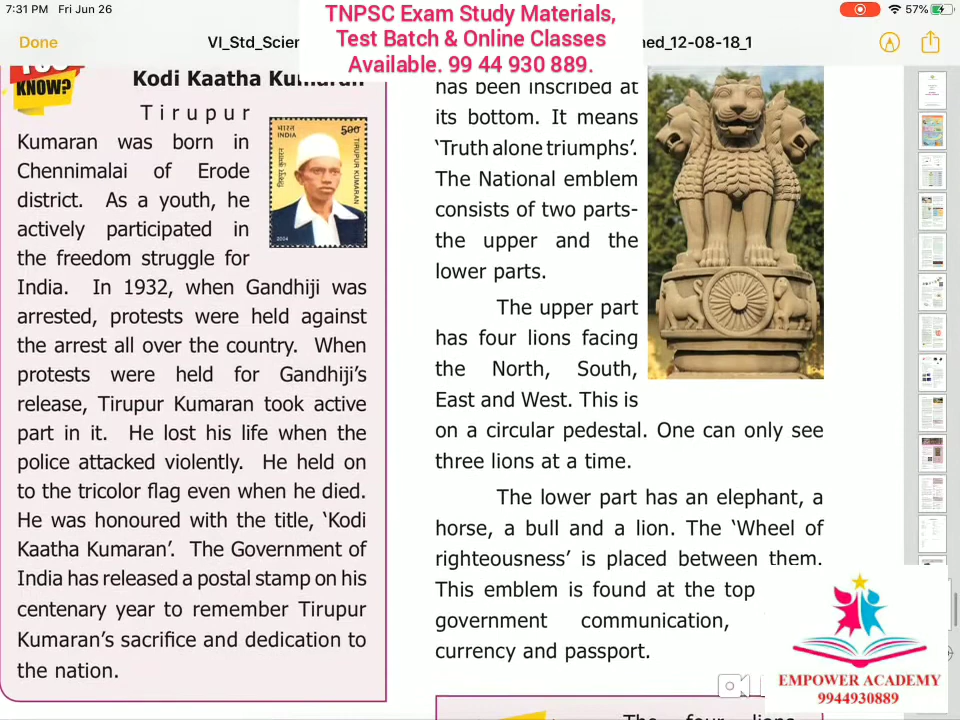 7:31 PM Fri Jun 26
57%
Done
VI_Std_Scien
ned_12-08-18_1
TNPSC Exam Study Materials,
Test Batch & Online Classes
Available. 99 44 930 889.
KNOW?
Kodi Kaatha Kumaran
Tirupur
Kumaran was born in
Chennimalai of Erode
district. As a youth, he
actively participated in
the freedom struggle for
India. In 1932, when Gandhiji was
arrested, protests were held against
the arrest all over the country. When
protests were held for Gandhiji's
release, Tirupur Kumaran took active
part in it. He lost his life when the
police attacked violently. He held on
to the tricolor flag even when he died.
He was honoured with the title, 'Kodi
Kaatha Kumaran'. The Government of
India has released a postal stamp on his
centenary year to remember Tirupur
Kumaran's sacrifice and dedication to
the nation.
भारत
INDIA
500
TIRUPUR KUMARAN
2004
has been inscribed at
its bottom. It means
'Truth alone triumphs'.
The National emblem
consists of two parts-
the upper and the
lower parts.
The upper part
has four lions facing
the North, South,
East and West. This is
on a circular pedestal. One can only see
three lions at a time.
The lower part has an elephant, a
horse, a bull and a lion. The 'Wheel of
righteousness' is placed between them.
This emblem is found at the top
government communication,
currency and passport.
The four lions
EMPOWER ACADEMY
9944930889